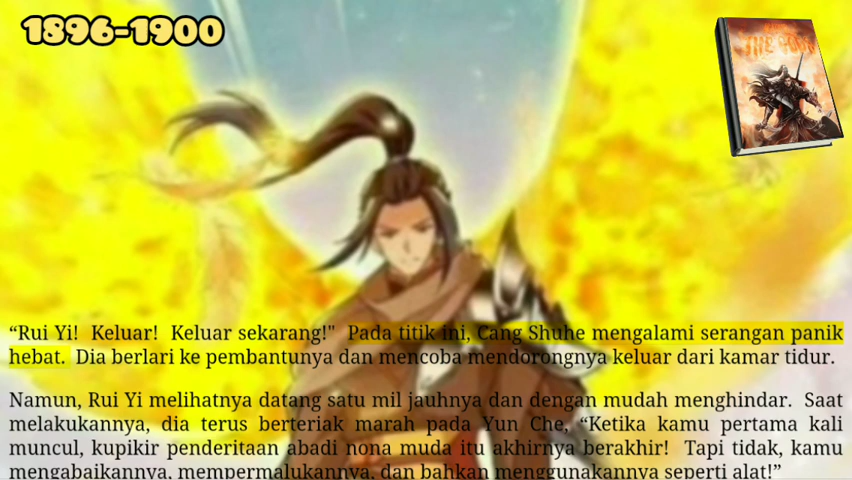 1896-1900
THE GODS
“Rui Yi!  Keluar!  Keluar sekarang!"  Pada titik ini, Cang Shuhe mengalami serangan panik
hebat.  Dia berlari ke pembantunya dan mencoba mendorongnya keluar dari kamar tidur.
Namun, Rui Yi melihatnya datang satu mil jauhnya dan dengan mudah menghindar.  Saat
melakukannya, dia terus berteriak marah pada Yun Che, “Ketika kamu pertama kali
muncul, kupikir penderitaan abadi nona muda itu akhirnya berakhir!  Tapi tidak, kamu
mengabaikannya, mempermalukannya, dan bahkan menggunakannya seperti alat!”